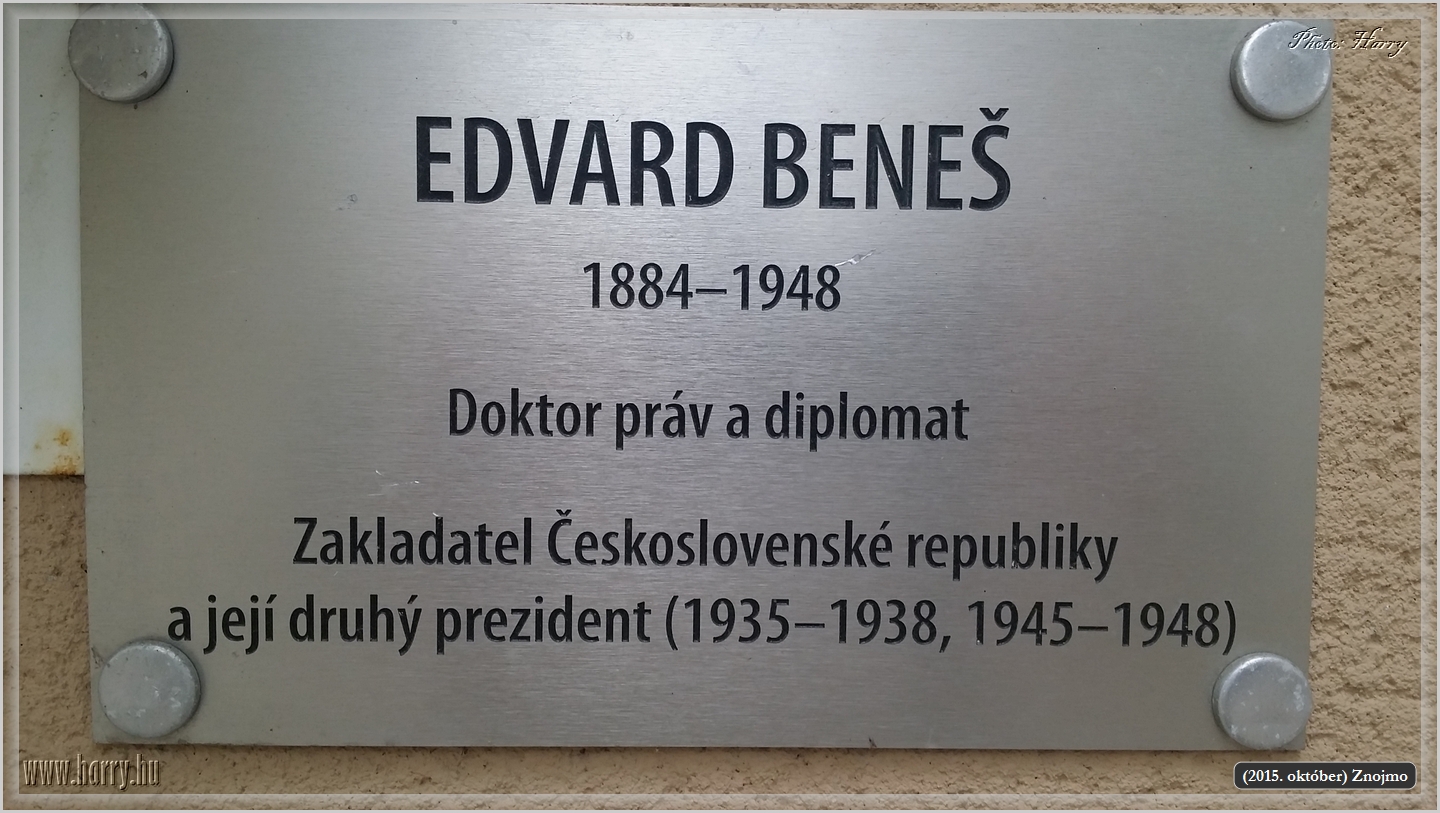 Photo: Harry
EDVARD BENEŠ
1884–1948
Doktor práv a diplomat
Zakladatel Československé republiky
a její druhý prezident (1935–1938, 1945–1948)
www.harry.hu
(2015. október) Znojmo